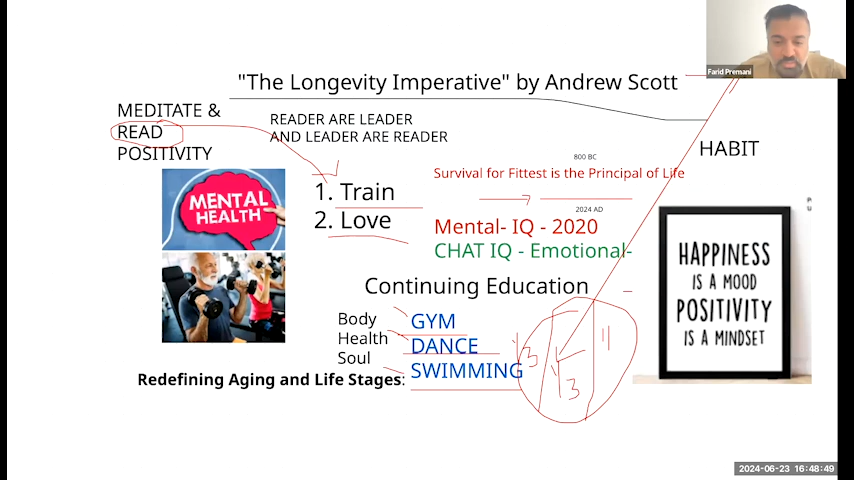 Farid Premani
"The Longevity Imperative" by Andrew Scott
MEDITATE &
READ
POSITIVITY
READER ARE LEADER
AND LEADER ARE READER
HABIT
800 BC
Survival for Fittest is the Principal of Life
MENTAL
HEALTH
1. Train
2. Love
2024 AD
Mental- IQ - 2020
CHAT IQ - Emotional-
HAPPINESS
IS A MOOD
POSITIVITY
IS A MINDSET
Continuing Education
Body
Health
Soul
GYM
DANCE
SWIMMING
3
3
Redefining Aging and Life Stages:
2024-06-23 16:48:49